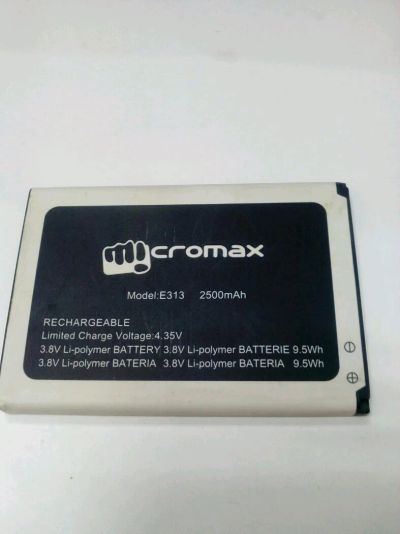 micromax
Model:E313 2500mAh
RECHARGEABLE
Limited Charge Voltage:4.35V
3.8V Li-polymer BATTERY 3.8V Li-polymer BATTERIE 9.5Wh
3.8V Li-polymer BATERIA 3.8V Li-polymer BATERIA 9.5Wh